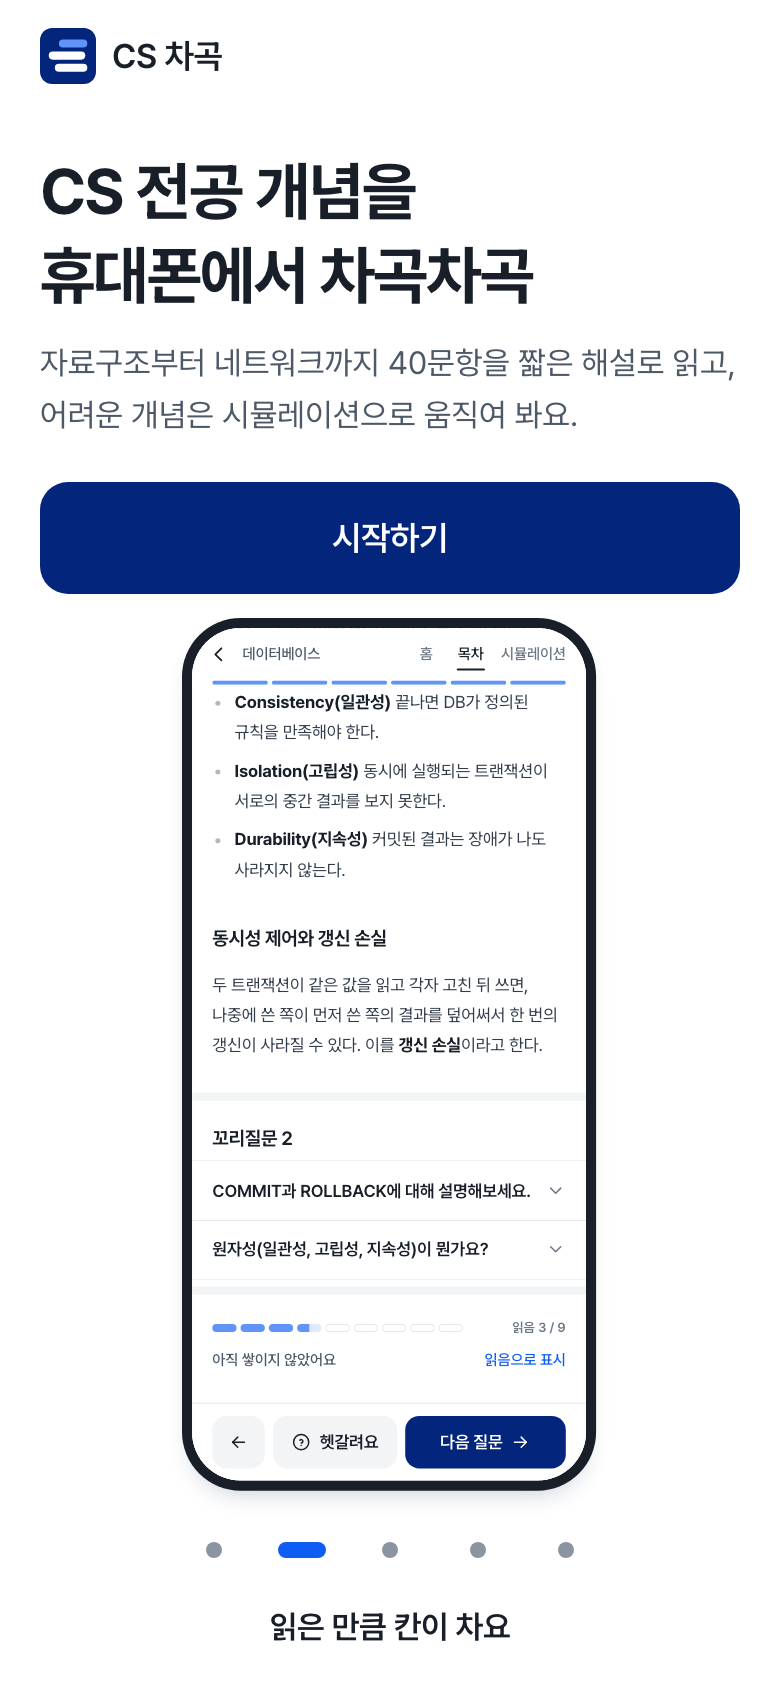 CS 차곡
CS 전공 개념을
휴대폰에서 차곡차곡
자료구조부터 네트워크까지 40문항을 짧은 해설로 읽고,
어려운 개념은 시뮬레이션으로 움직여 봐요.
시작하기
데이터베이스 홈 목차 시뮬레이션
Consistency(일관성) 끝나면 DB가 정의된
규칙을 만족해야 한다.
Isolation(고립성) 동시에 실행되는 트랜잭션이
서로의 중간 결과를 보지 못한다.
Durability(지속성) 커밋된 결과는 장애가 나도
사라지지 않는다.
동시성 제어와 갱신 손실
두 트랜잭션이 같은 값을 읽고 각자 고친 뒤 쓰면,
나중에 쓴 쪽이 먼저 쓴 쪽의 결과를 덮어써서 한 번의
갱신이 사라질 수 있다. 이를 갱신 손실이라고 한다.
꼬리질문 2
COMMIT과 ROLLBACK에 대해 설명해보세요.
원자성(일관성, 고립성, 지속성)이 뭔가요?
읽음 3 / 9
아직 쌓이지 않았어요 읽음으로 표시
헷갈려요 다음 질문
읽은 만큼 칸이 차요